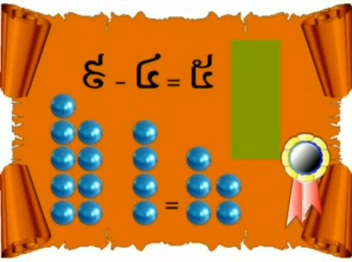 ៩ - ៤ = ៥
=